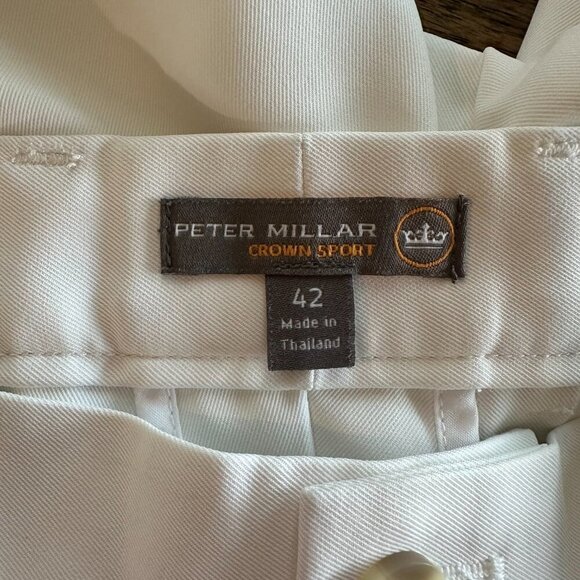 PETER MILLAR
CROWN SPORT
42
Made in
Thailand